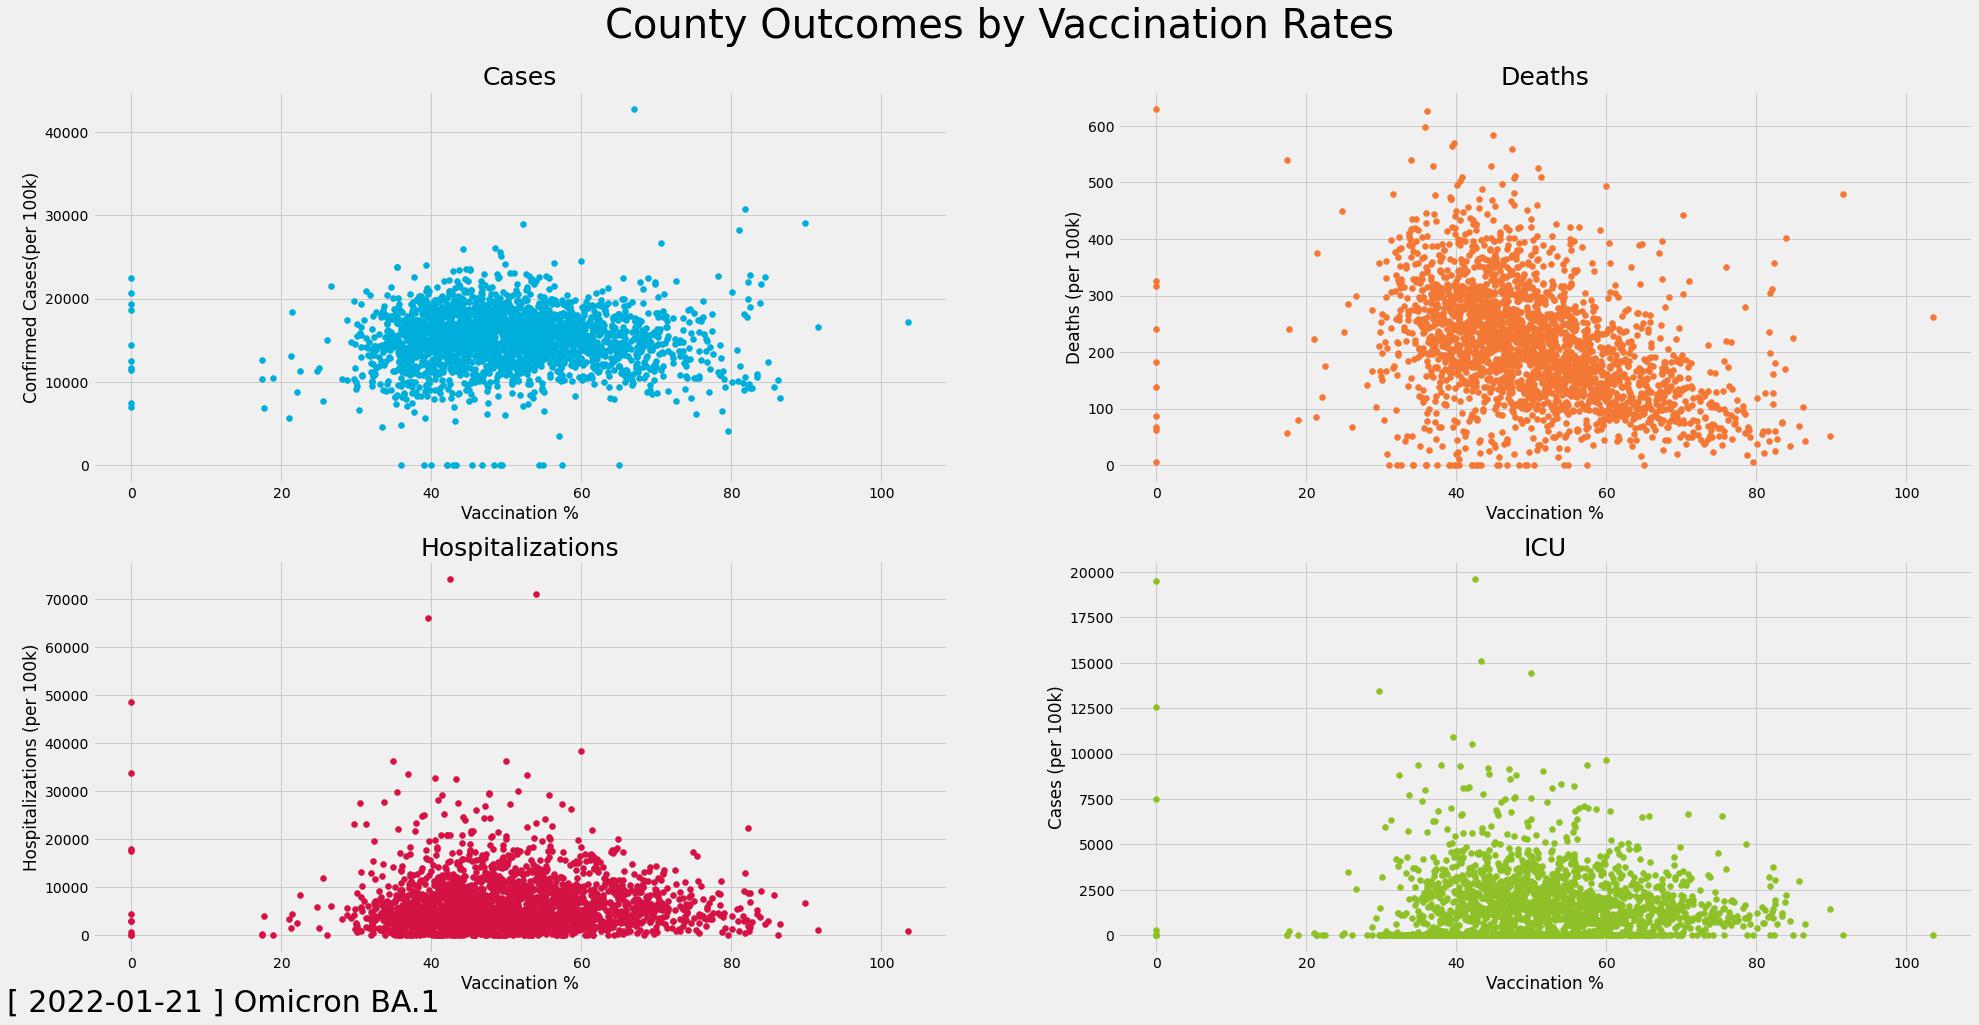 County Outcomes by Vaccination Rates
Cases
Confirmed Cases(per 100k)
40000
30000
20000
10000
0
0 20 40 60 80 100
Vaccination %
Deaths
Deaths (per 100k)
600
500
400
300
200
100
0
0 20 40 60 80 100
Vaccination %
Hospitalizations
Hospitalizations (per 100k)
70000
60000
50000
40000
30000
20000
10000
0
0 20 40 60 80 100
Vaccination %
ICU
Cases (per 100k)
20000
17500
15000
12500
10000
7500
5000
2500
0
0 20 40 60 80 100
Vaccination %
[ 2022-01-21 ] Omicron BA.1